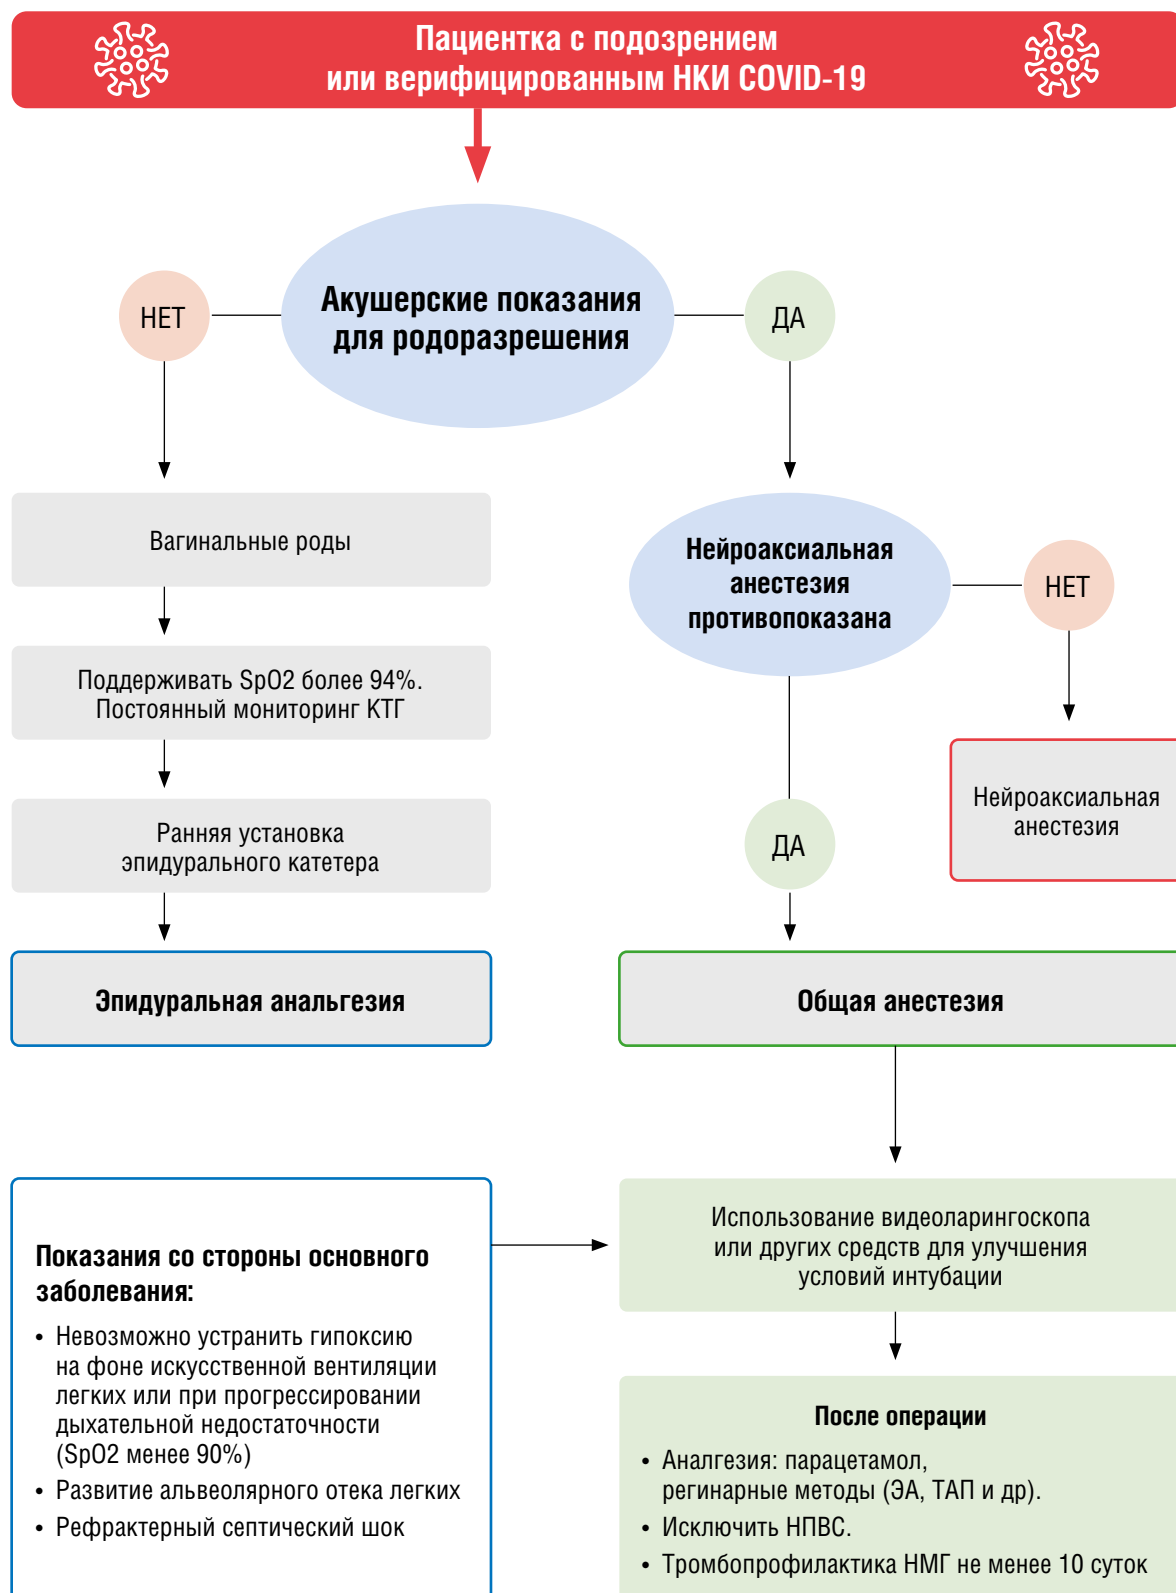 Пациентка с подозрением
или верифицированным НКИ COVID-19
Акушерские показания
для родоразрешения
НЕТ
ДА
Вагинальные роды
Поддерживать SpO2 более 94%.
Постоянный мониторинг КТГ
Ранняя установка
эпидурального катетера
Эпидуральная анальгезия
Нейроаксиальная
анестезия
противопоказана
НЕТ
Нейроаксиальная
анестезия
ДА
Общая анестезия
Показания со стороны основного
заболевания:
• Невозможно устранить гипоксию
на фоне искусственной вентиляции
легких или при прогрессировании
дыхательной недостаточности
(SpO2 менее 90%)
• Развитие альвеолярного отека легких
• Рефрактерный септический шок
Использование видеоларингоскопа
или других средств для улучшения
условий интубации
После операции
• Аналгезия: парацетамол,
регинарные методы (ЭА, ТАП и др).
• Исключить НПВС.
• Тромбопрофилактика НМГ не менее 10 суток